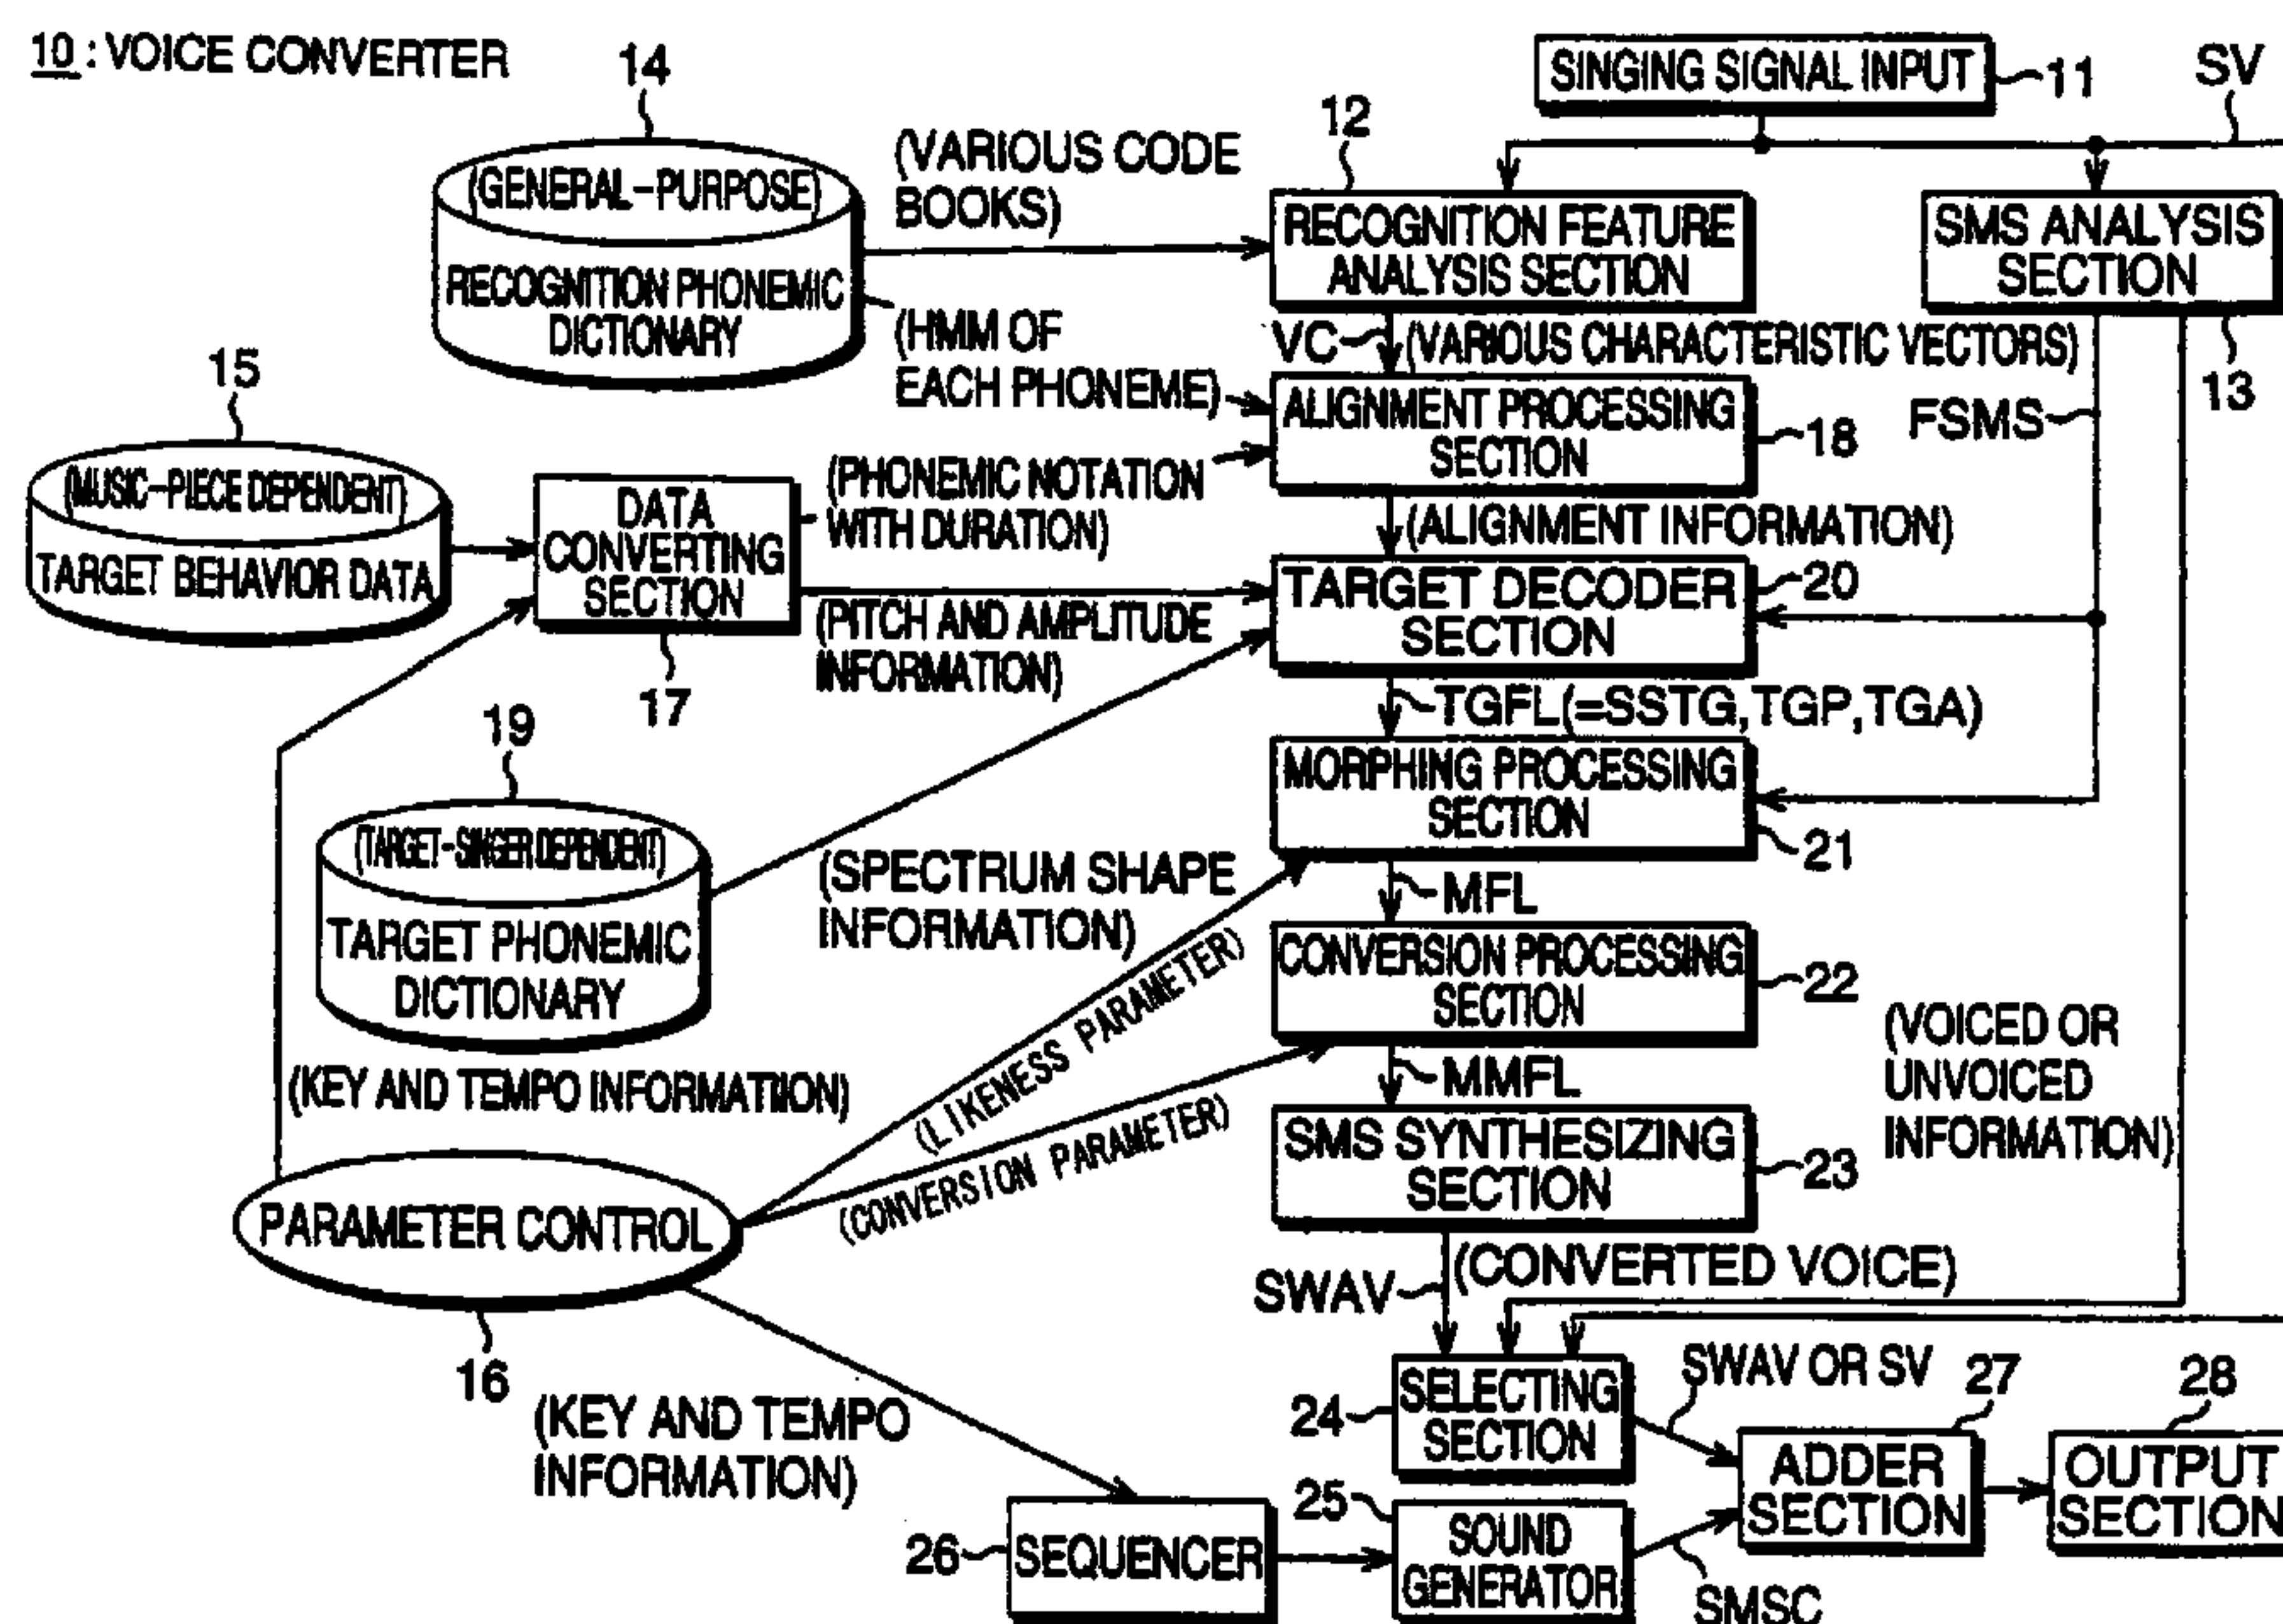 10 : VOICE CONVERTER
14
SINGING SIGNAL INPUT
11
SV
12
(GENERAL-PURPOSE)
RECOGNITION PHONEMIC
DICTIONARY
(VARIOUS CODE
BOOKS)
RECOGNITION FEATURE
ANALYSIS SECTION
SMS ANALYSIS
SECTION
13
(HMM OF
EACH PHONEME)
VC
(VARIOUS CHARACTERISTIC VECTORS)
FSMS
15
(MUSIC-PIECE DEPENDENT)
TARGET BEHAVIOR DATA
DATA
CONVERTING
SECTION
17
(PHONEMIC NOTATION
WITH DURATION)
ALIGNMENT PROCESSING
SECTION
18
(ALIGNMENT INFORMATION)
(PITCH AND AMPLITUDE
INFORMATION)
TARGET DECODER
SECTION
20
TGFL(=SSTG,TGP,TGA)
19
(TARGET-SINGER DEPENDENT)
TARGET PHONEMIC
DICTIONARY
(SPECTRUM SHAPE
INFORMATION)
MORPHING PROCESSING
SECTION
21
MFL
(KEY AND TEMPO INFORMATIION)
(LIKENESS PARAMETER)
(CONVERSION PARAMETER)
CONVERSION PROCESSING
SECTION
22
MMFL
(VOICED OR
UNVOICED
INFORMATION)
SMS SYNTHESIZING
SECTION
23
PARAMETER CONTROL
16
SWAV
(CONVERTED VOICE)
(KEY AND TEMPO
INFORMATION)
24
SELECTING
SECTION
SWAV OR SV
27
28
ADDER
SECTION
OUTPUT
SECTION
26
SEQUENCER
25
SOUND
GENERATOR
SMSC